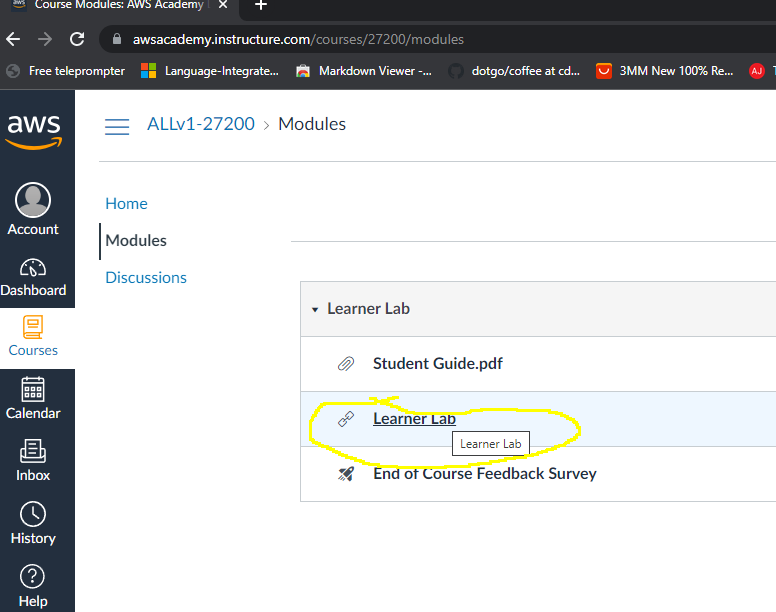 aws Course Modules: AWS Academy
awsacademy.instructure.com/courses/27200/modules
Free teleprompter Language-Integrate... Markdown Viewer -... dotgo/coffee at cd... 3MM New 100% Re... AJ
aws
ALLv1-27200 > Modules
Home
Modules
Discussions
Account
Dashboard
Courses
Calendar
Inbox
History
Help
Learner Lab
Student Guide.pdf
Learner Lab
Learner Lab
End of Course Feedback Survey